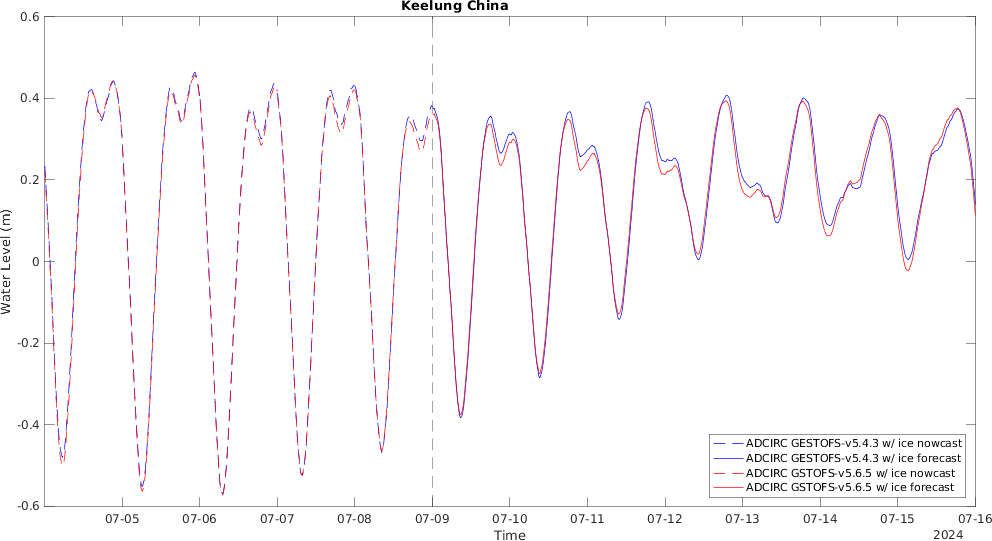 Keelung China
0.6
0.4
0.2
0
-0.2
-0.4
-0.6
Water Level (m)
07-05
07-06
07-07
07-08
07-09
07-10
07-11
07-12
07-13
07-14
07-15
07-16
Time
2024
ADCIRC GESTOFS-v5.4.3 w/ ice nowcast
ADCIRC GESTOFS-v5.4.3 w/ ice forecast
ADCIRC GSTOFS-v5.6.5 w/ ice nowcast
ADCIRC GSTOFS-v5.6.5 w/ ice forecast